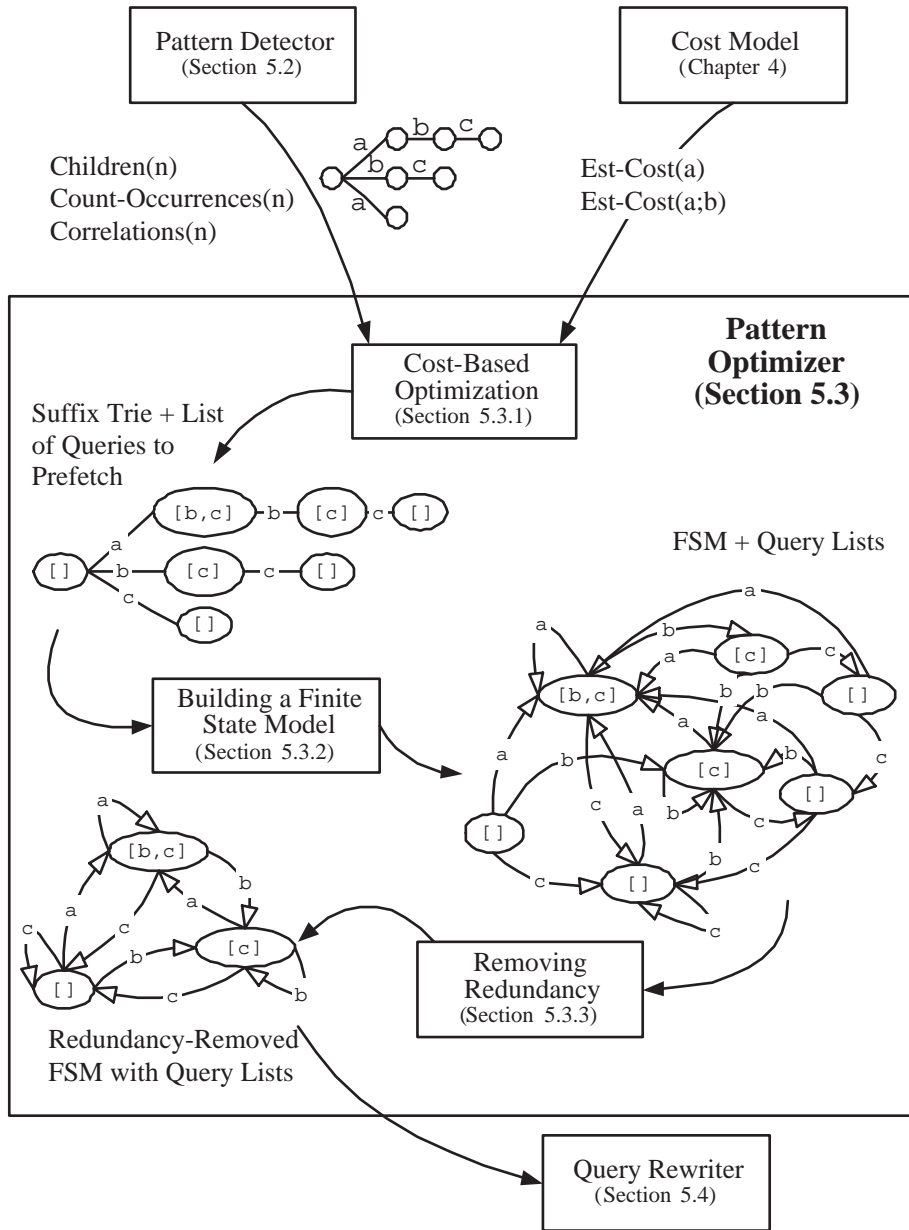 Pattern Detector
(Section 5.2)
Cost Model
(Chapter 4)
Children(n)
Count-Occurrences(n)
Correlations(n)
a
b
c
b
c
a
Est-Cost(a)
Est-Cost(a;b)
Pattern
Optimizer
(Section 5.3)
Cost-Based
Optimization
(Section 5.3.1)
Suffix Trie + List
of Queries to
Prefetch
[]
a
[b,c]
b
[c]
c
[]
b
[c]
c
[]
c
[]
FSM + Query Lists
a
a
b
[c]
c
a
[b,c]
b
b
[]
a
a
a
b
[c]
b
[]
c
[]
c
a
b
c
b
c
c
[]
c
Building a Finite
State Model
(Section 5.3.2)
a
[b,c]
b
a
a
c
c
b
[c]
[]
c
b
Removing
Redundancy
(Section 5.3.3)
Redundancy-Removed
FSM with Query Lists
Query Rewriter
(Section 5.4)